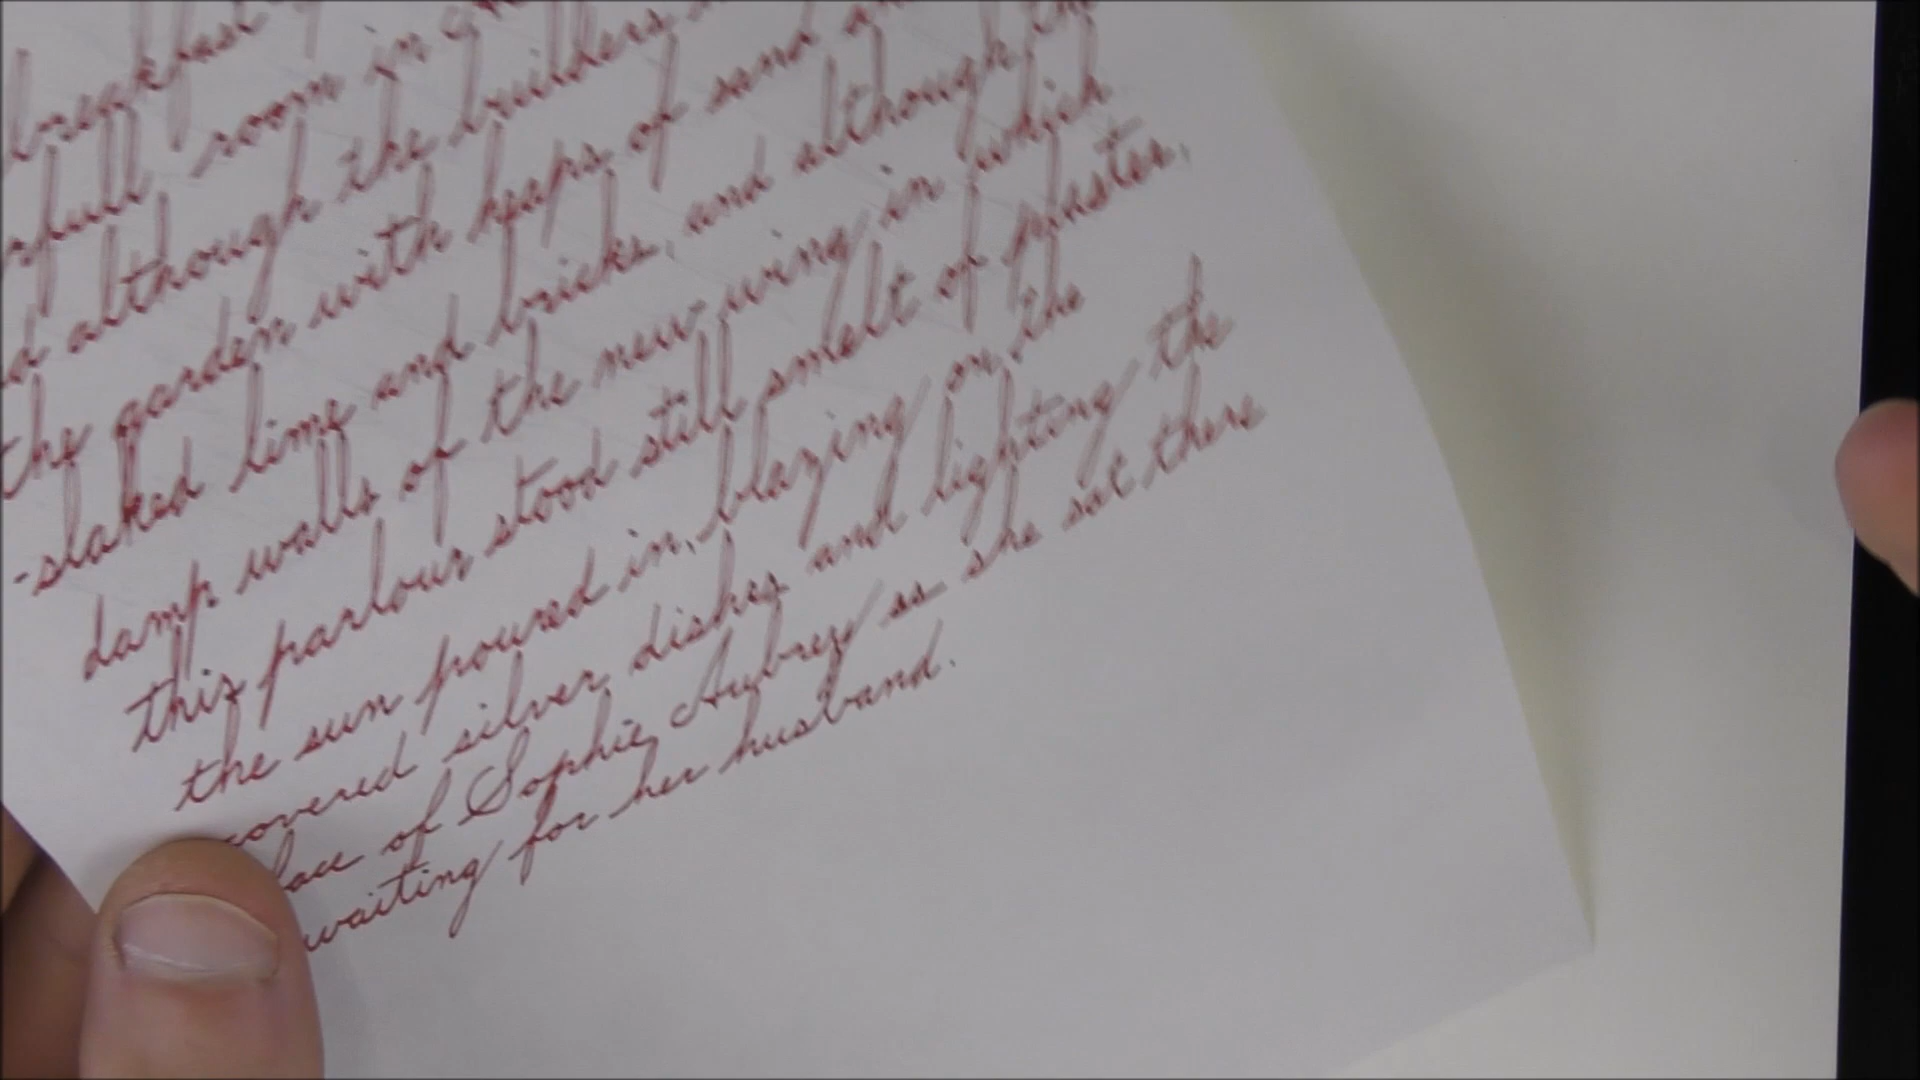 breakfast
room in
d although the builders
the garden with heaps of sand
-slaked lime and bricks, and although the
damp walls of the new wing in which
this parlour stood still smelt of plaster,
the sun poured in, blazing on the
covered silver dishes and lighting the
face of Sophie Aubrey as she sat there
waiting for her husband.